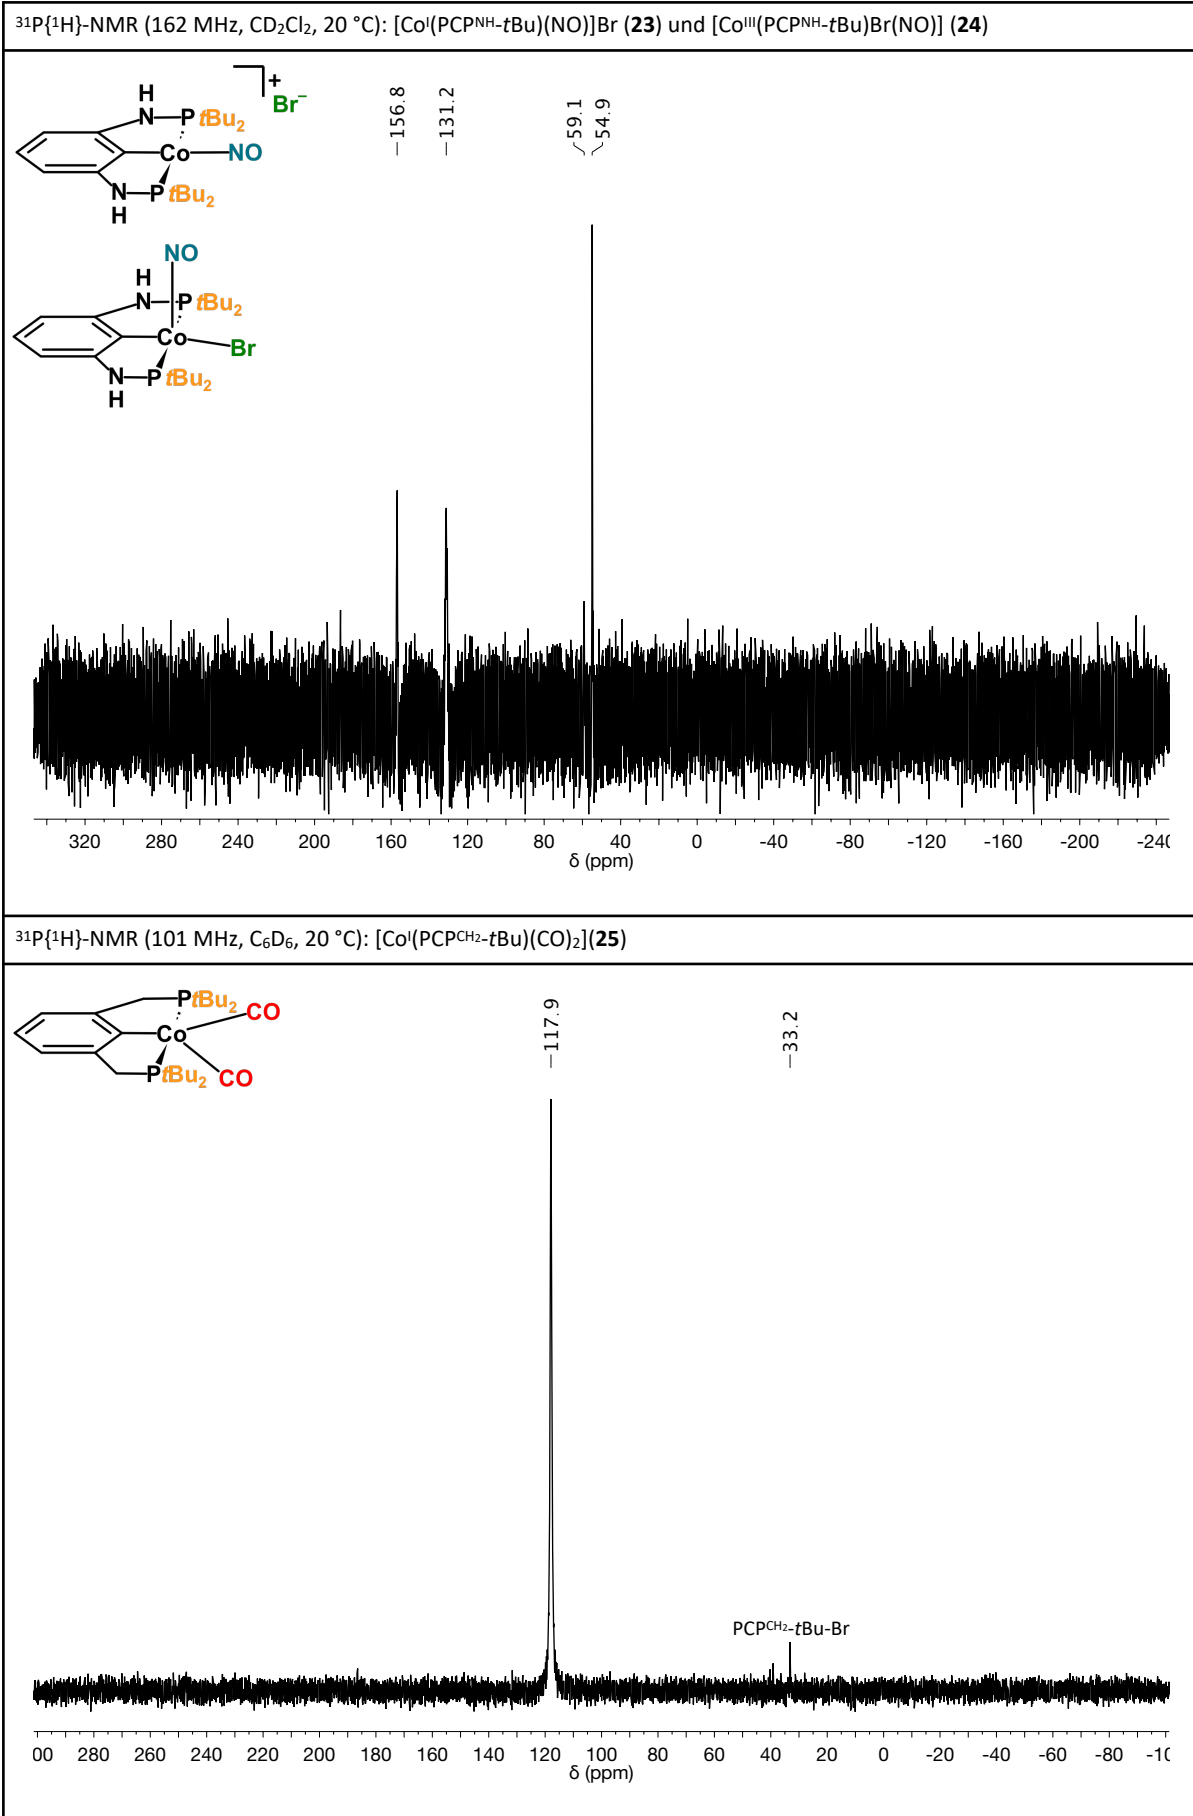 ³¹P{¹H}-NMR (162 MHz, CD₂Cl₂, 20 °C): [Coᴵ(PCPᴺᴴ-tBu)(NO)]Br (23) und [Coᴵᴵᴵ(PCPᴺᴴ-tBu)Br(NO)] (24)
+
Br⁻
H
N P tBu₂
Co NO
N P tBu₂
H
NO
H
N P tBu₂
Co
Br
N P tBu₂
H
156.8
131.2
59.1
54.9
320 280 240 200 160 120 80 40 0 -40 -80 -120 -160 -200 -240
δ (ppm)
³¹P{¹H}-NMR (101 MHz, C₆D₆, 20 °C): [Coᴵ(PCPᶜᴴ²-tBu)(CO)₂](25)
P tBu₂
CO
Co
P tBu₂
CO
117.9
33.2
PCPᶜᴴ²-tBu-Br
00 280 260 240 220 200 180 160 140 120 100 80 60 40 20 0 -20 -40 -60 -80 -10
δ (ppm)